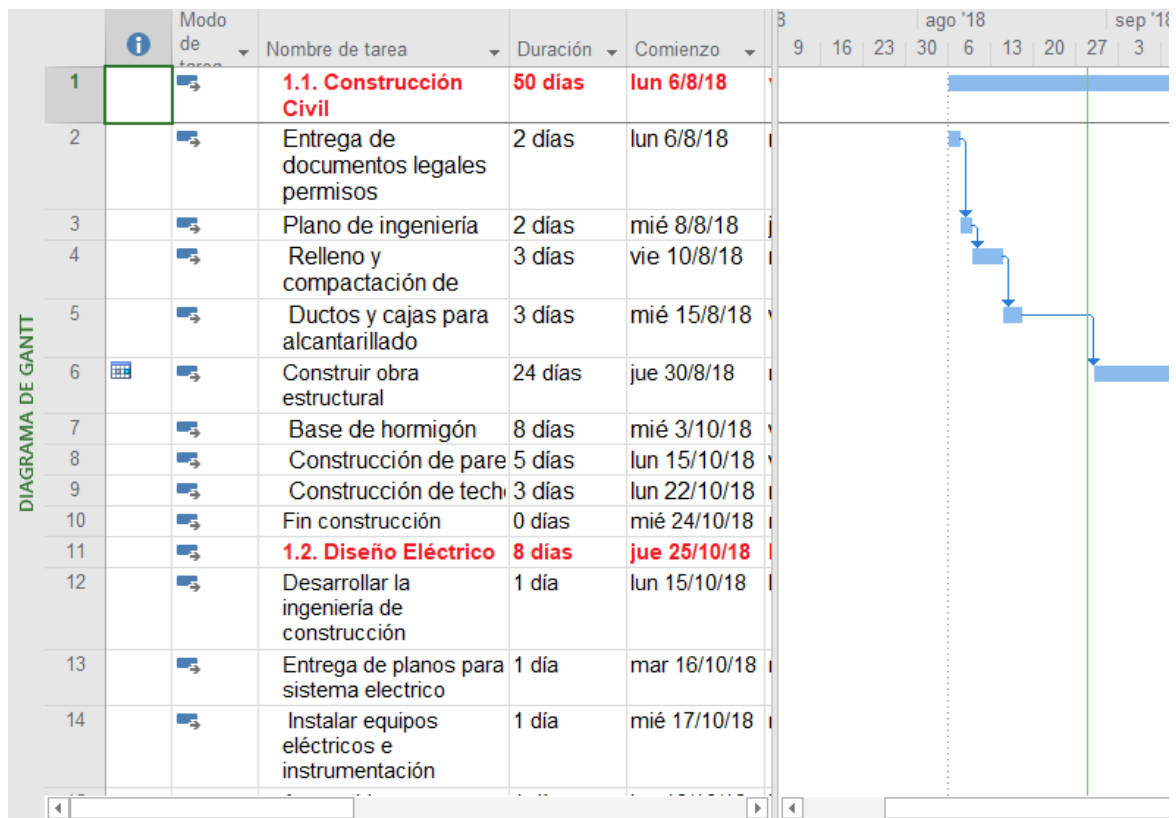 Modo
de
Nombre de tarea Duración Comienzo
8 ago '18 sep '18
9 16 23 30 6 13 20 27 3
DIAGRAMA DE GANTT
1 1.1. Construcción 50 días lun 6/8/18
Civil
2 Entrega de 2 días lun 6/8/18
documentos legales
permisos
3 Plano de ingeniería 2 días mié 8/8/18
4 Relleno y 3 días vie 10/8/18
compactación de
5 Ductos y cajas para 3 días mié 15/8/18
alcantarillado
6 Construir obra 24 días jue 30/8/18
estructural
7 Base de hormigón 8 días mié 3/10/18
8 Construcción de pare 5 días lun 15/10/18
9 Construcción de tech 3 días lun 22/10/18
10 Fin construcción 0 días mié 24/10/18
11 1.2. Diseño Eléctrico 8 días jue 25/10/18
12 Desarrollar la 1 día lun 15/10/18
ingeniería de
construcción
13 Entrega de planos para 1 día mar 16/10/18
sistema electrico
14 Instalar equipos 1 día mié 17/10/18
eléctricos e
instrumentación